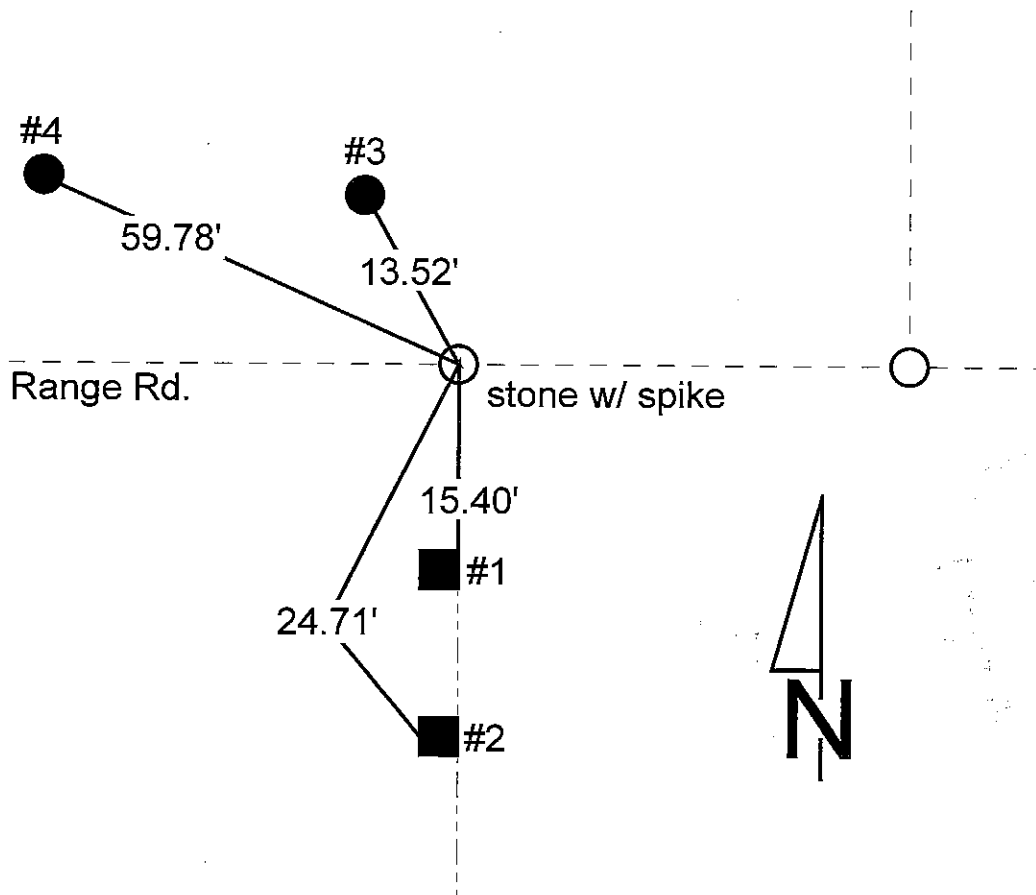 #4
#3
59.78'
13.52'
Range Rd.
stone w/ spike
15.40'
#1
24.71'
#2
N